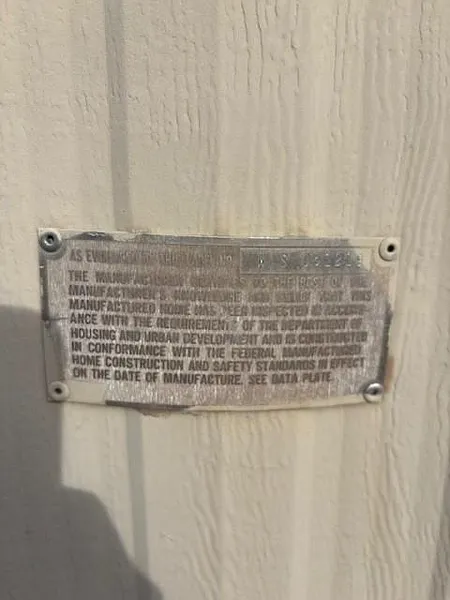 AS EVIDENCED BY THIS LABEL NO.
THE MANUFACTURER CERTIFIES TO THE BEST OF THE
MANUFACTURER'S KNOWLEDGE AND BELIEF THAT THIS
MANUFACTURED HOME HAS BEEN INSPECTED IN ACCORD-
ANCE WITH THE REQUIREMENTS OF THE DEPARTMENT OF
HOUSING AND URBAN DEVELOPMENT AND IS CONSTRUCTED
IN CONFORMANCE WITH THE FEDERAL MANUFACTURED
HOME CONSTRUCTION AND SAFETY STANDARDS IN EFFECT
ON THE DATE OF MANUFACTURE. SEE DATA PLATE.